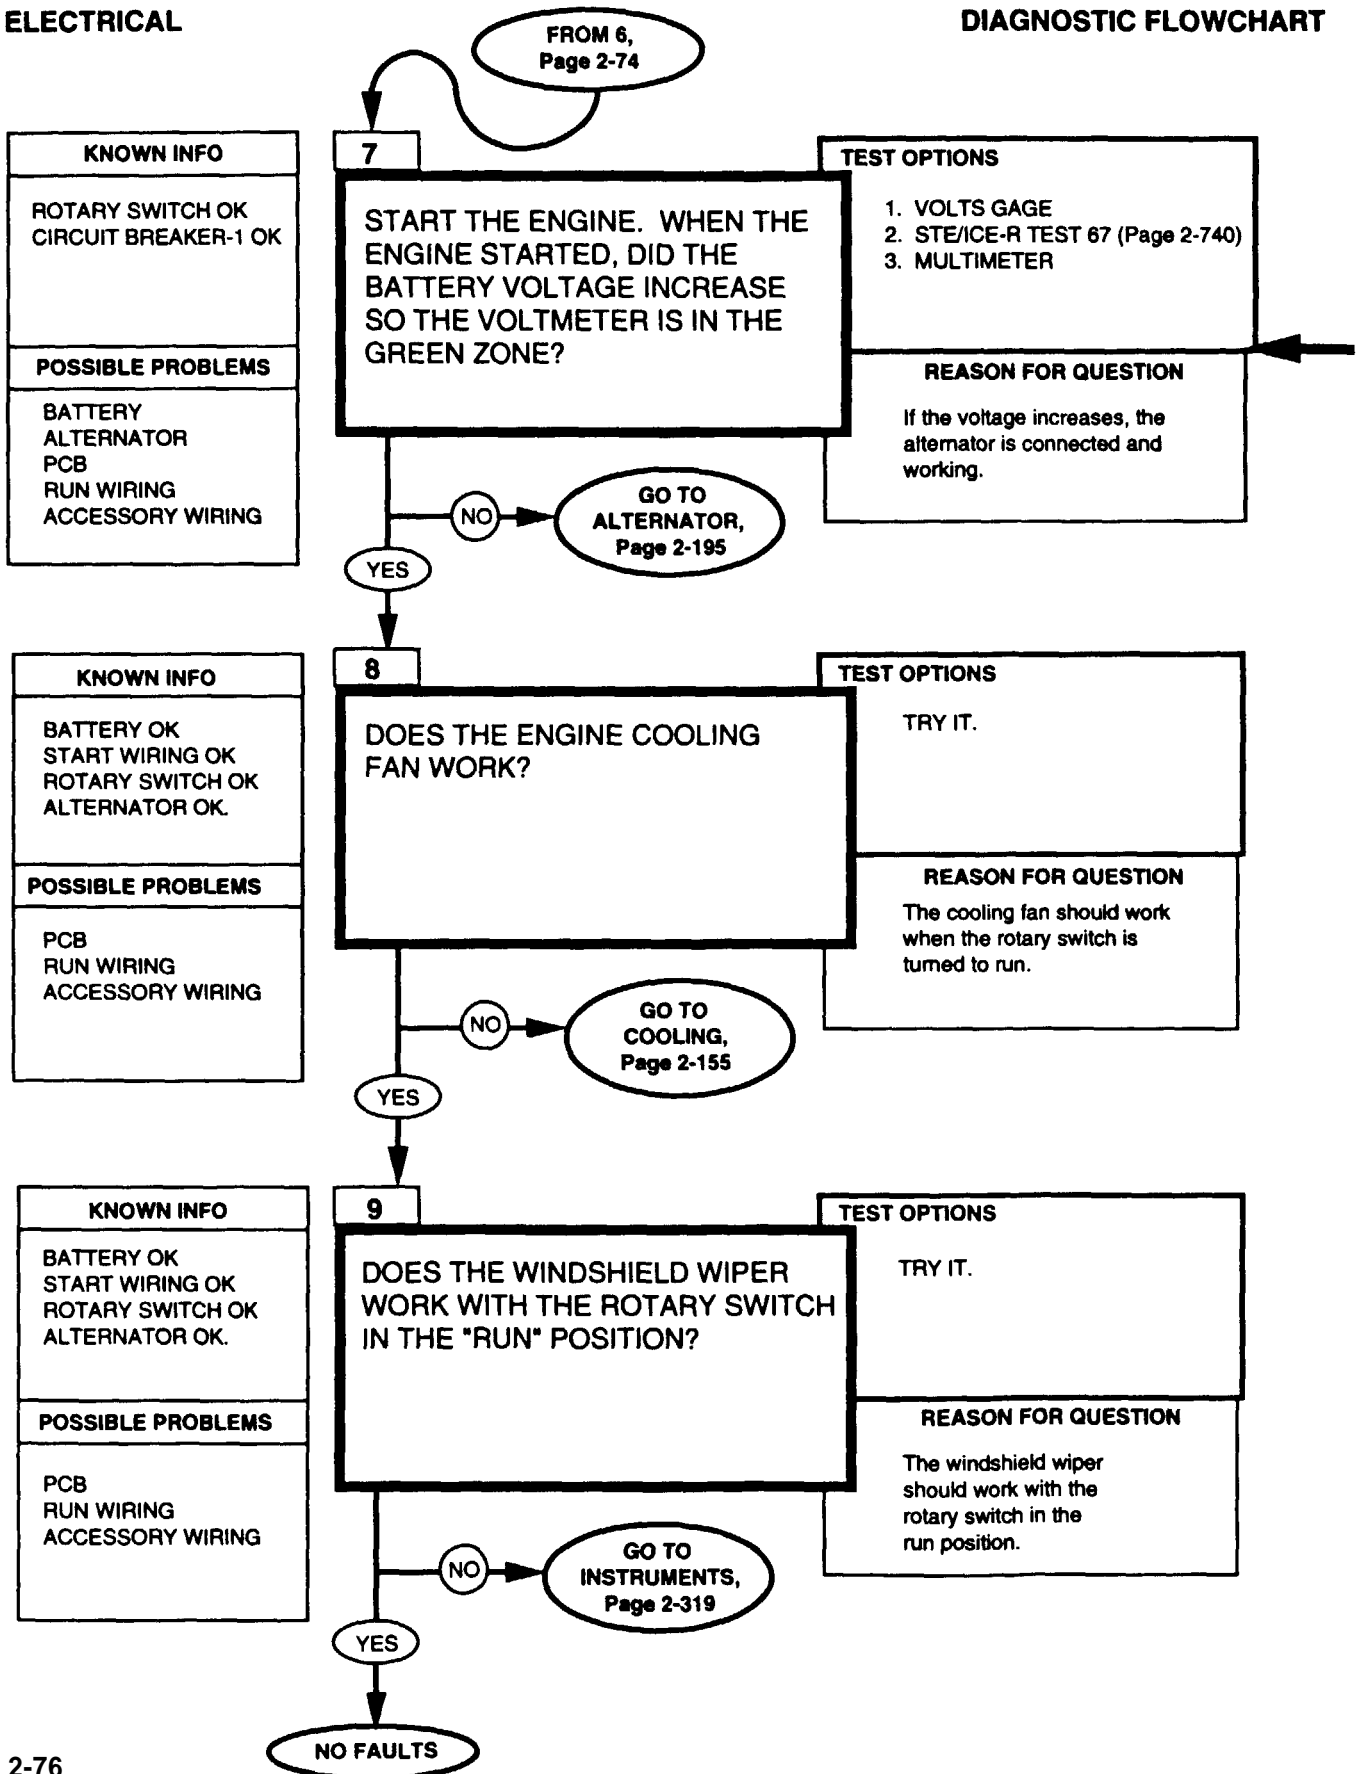 ELECTRICAL
DIAGNOSTIC FLOWCHART
FROM 6,
Page 2-74
KNOWN INFO
ROTARY SWITCH OK
CIRCUIT BREAKER-1 OK
POSSIBLE PROBLEMS
BATTERY
ALTERNATOR
PCB
RUN WIRING
ACCESSORY WIRING
7
START THE ENGINE. WHEN THE
ENGINE STARTED, DID THE
BATTERY VOLTAGE INCREASE
SO THE VOLTMETER IS IN THE
GREEN ZONE?
TEST OPTIONS
1. VOLTS GAGE
2. STE/ICE-R TEST 67 (Page 2-740)
3. MULTIMETER
REASON FOR QUESTION
If the voltage increases, the
alternator is connected and
working.
NO
GO TO
ALTERNATOR,
Page 2-195
YES
KNOWN INFO
BATTERY OK
START WIRING OK
ROTARY SWITCH OK
ALTERNATOR OK.
POSSIBLE PROBLEMS
PCB
RUN WIRING
ACCESSORY WIRING
8
DOES THE ENGINE COOLING
FAN WORK?
TEST OPTIONS
TRY IT.
REASON FOR QUESTION
The cooling fan should work
when the rotary switch is
turned to run.
NO
GO TO
COOLING,
Page 2-155
YES
KNOWN INFO
BATTERY OK
START WIRING OK
ROTARY SWITCH OK
ALTERNATOR OK.
POSSIBLE PROBLEMS
PCB
RUN WIRING
ACCESSORY WIRING
9
DOES THE WINDSHIELD WIPER
WORK WITH THE ROTARY SWITCH
IN THE "RUN" POSITION?
TEST OPTIONS
TRY IT.
REASON FOR QUESTION
The windshield wiper
should work with the
rotary switch in the
run position.
NO
GO TO
INSTRUMENTS,
Page 2-319
YES
NO FAULTS
2-76